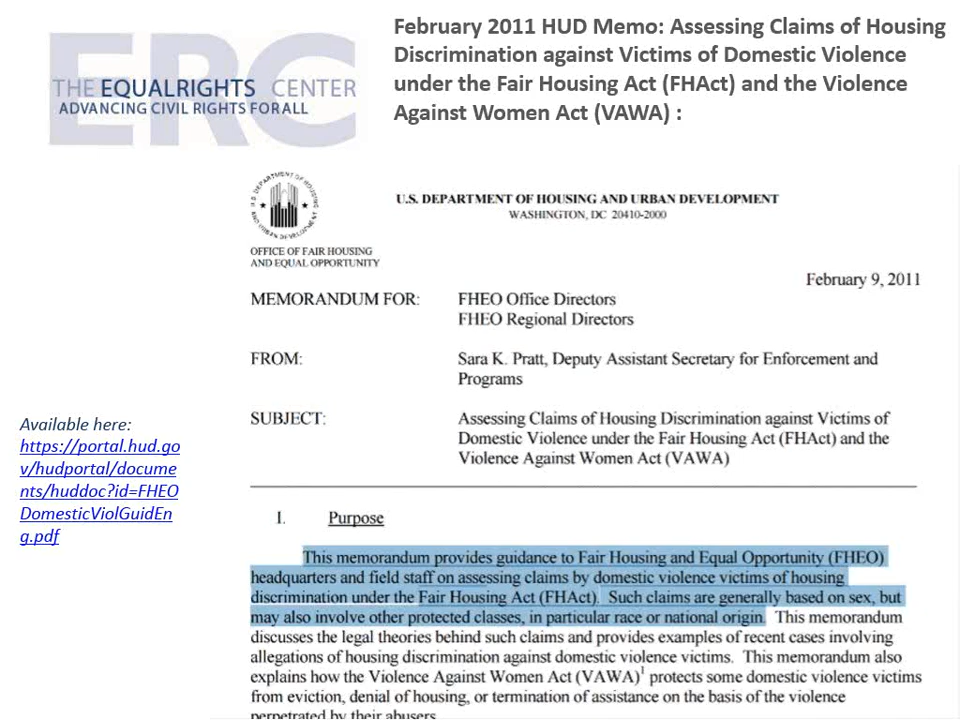 ERC
THE EQUALRIGHTS CENTER
ADVANCING CIVIL RIGHTS FOR ALL
February 2011 HUD Memo: Assessing Claims of Housing
Discrimination against Victims of Domestic Violence
under the Fair Housing Act (FHAct) and the Violence
Against Women Act (VAWA) :
U.S. DEPARTMENT OF HOUSING AND URBAN DEVELOPMENT
U.S. DEPARTMENT OF HOUSING AND URBAN DEVELOPMENT
WASHINGTON, DC 20410-2000
OFFICE OF FAIR HOUSING
AND EQUAL OPPORTUNITY
February 9, 2011
MEMORANDUM FOR: FHEO Office Directors
FHEO Regional Directors
FROM: Sara K. Pratt, Deputy Assistant Secretary for Enforcement and
Programs
SUBJECT: Assessing Claims of Housing Discrimination against Victims of
Domestic Violence under the Fair Housing Act (FHAct) and the
Violence Against Women Act (VAWA)
Available here:
https://portal.hud.go
v/hudportal/docume
nts/huddoc?id=FHEO
DomesticViolGuidEn
g.pdf
I. Purpose
This memorandum provides guidance to Fair Housing and Equal Opportunity (FHEO)
headquarters and field staff on assessing claims by domestic violence victims of housing
discrimination under the Fair Housing Act (FHAct). Such claims are generally based on sex, but
may also involve other protected classes, in particular race or national origin. This memorandum
discusses the legal theories behind such claims and provides examples of recent cases involving
allegations of housing discrimination against domestic violence victims. This memorandum also
explains how the Violence Against Women Act (VAWA)¹ protects some domestic violence victims
from eviction, denial of housing, or termination of assistance on the basis of the violence
perpetrated by their abusers.